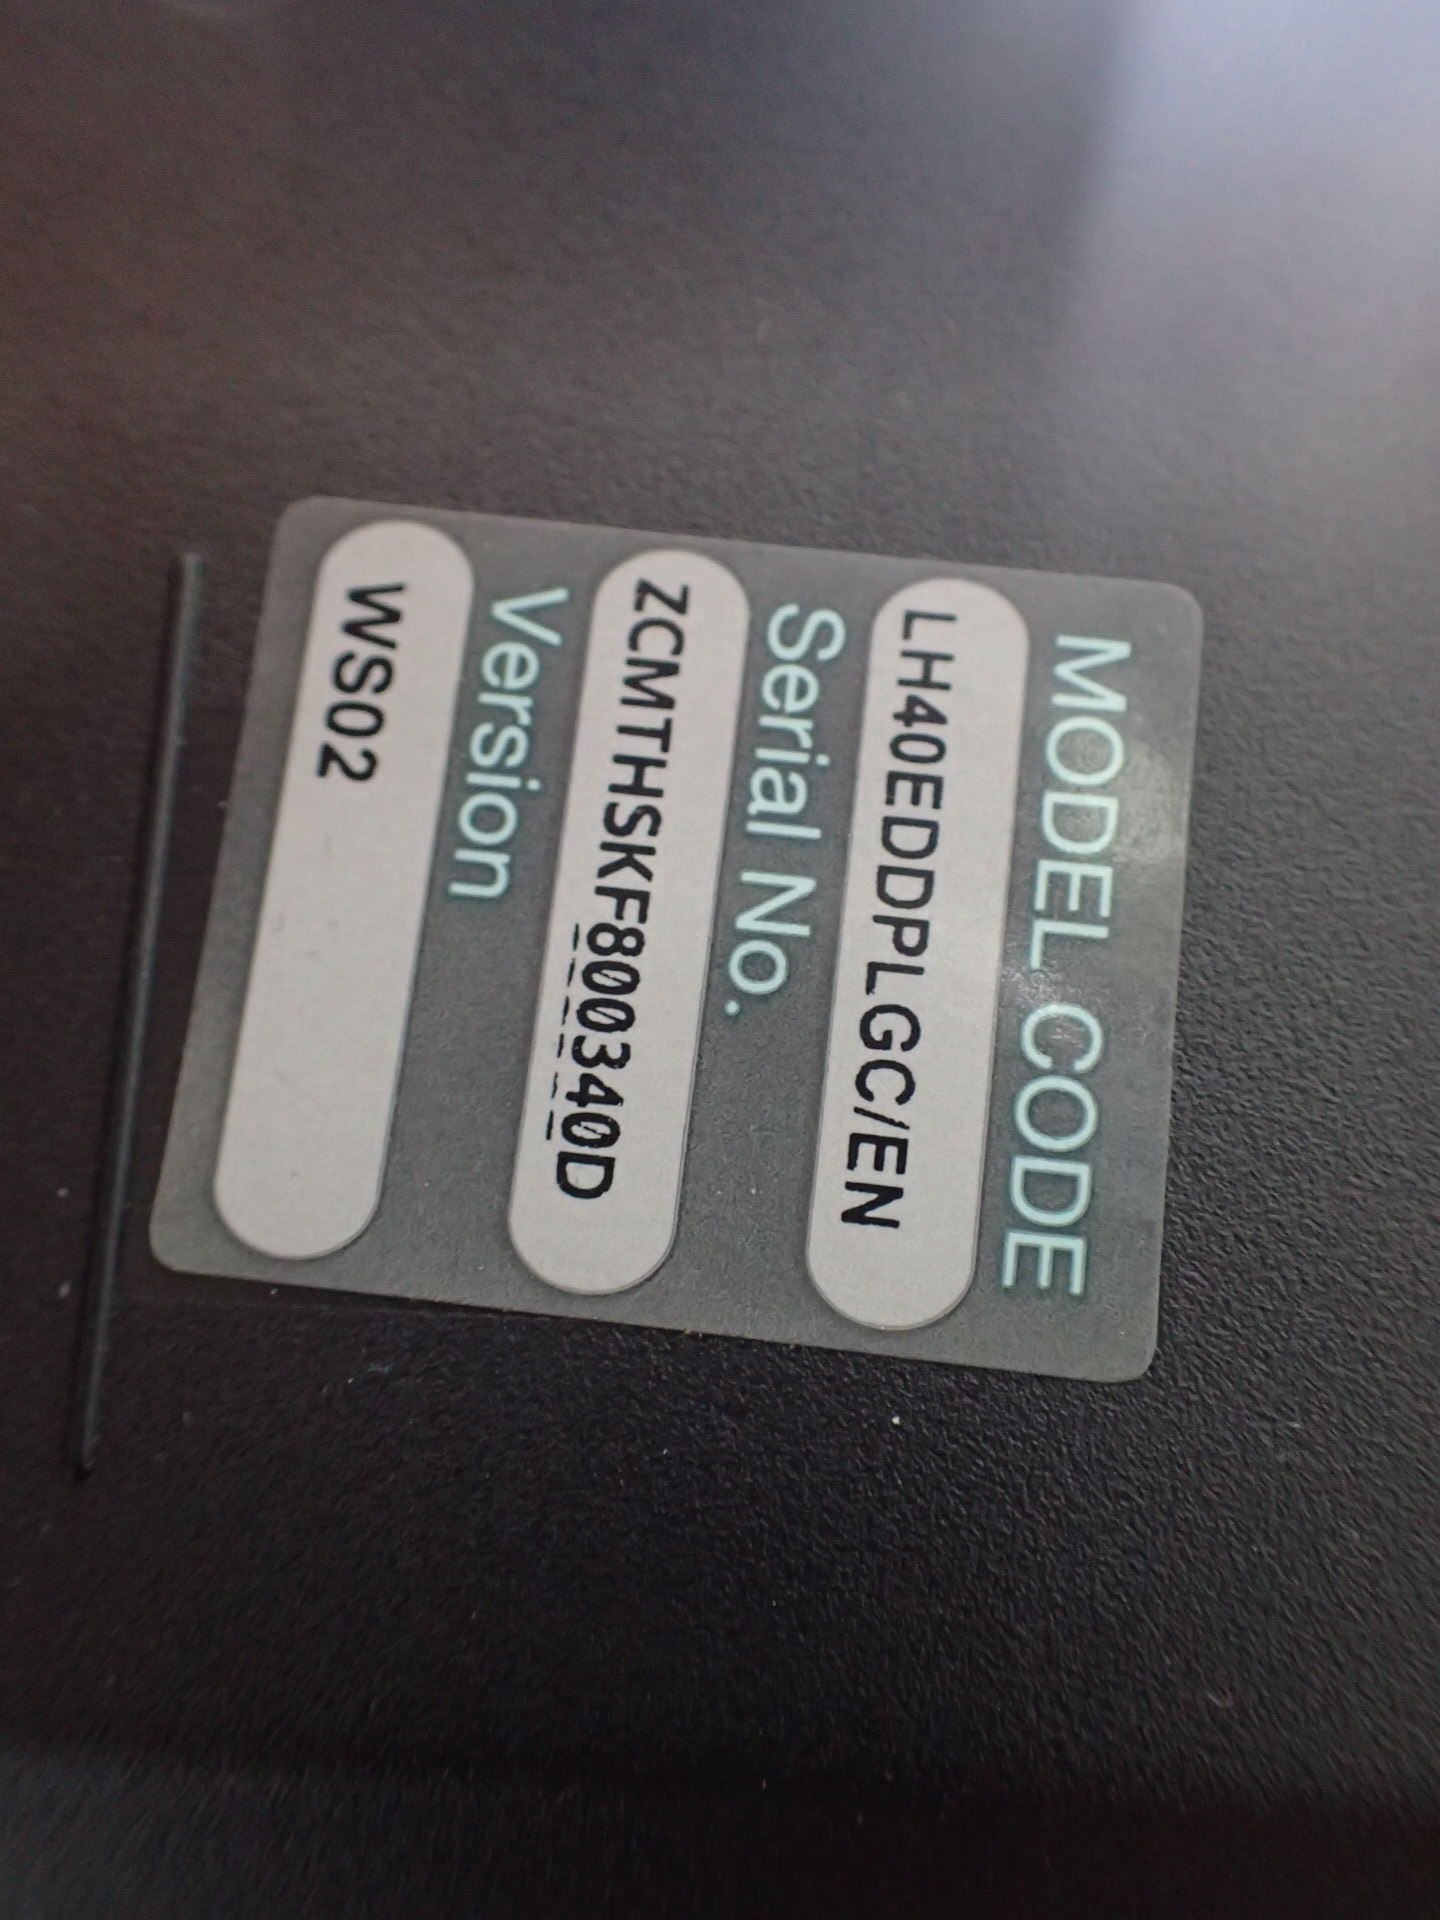 MODEL CODE
LH40EDDPLGC/EN
Serial No.
ZCMTHSKF800340D
Version
WS02